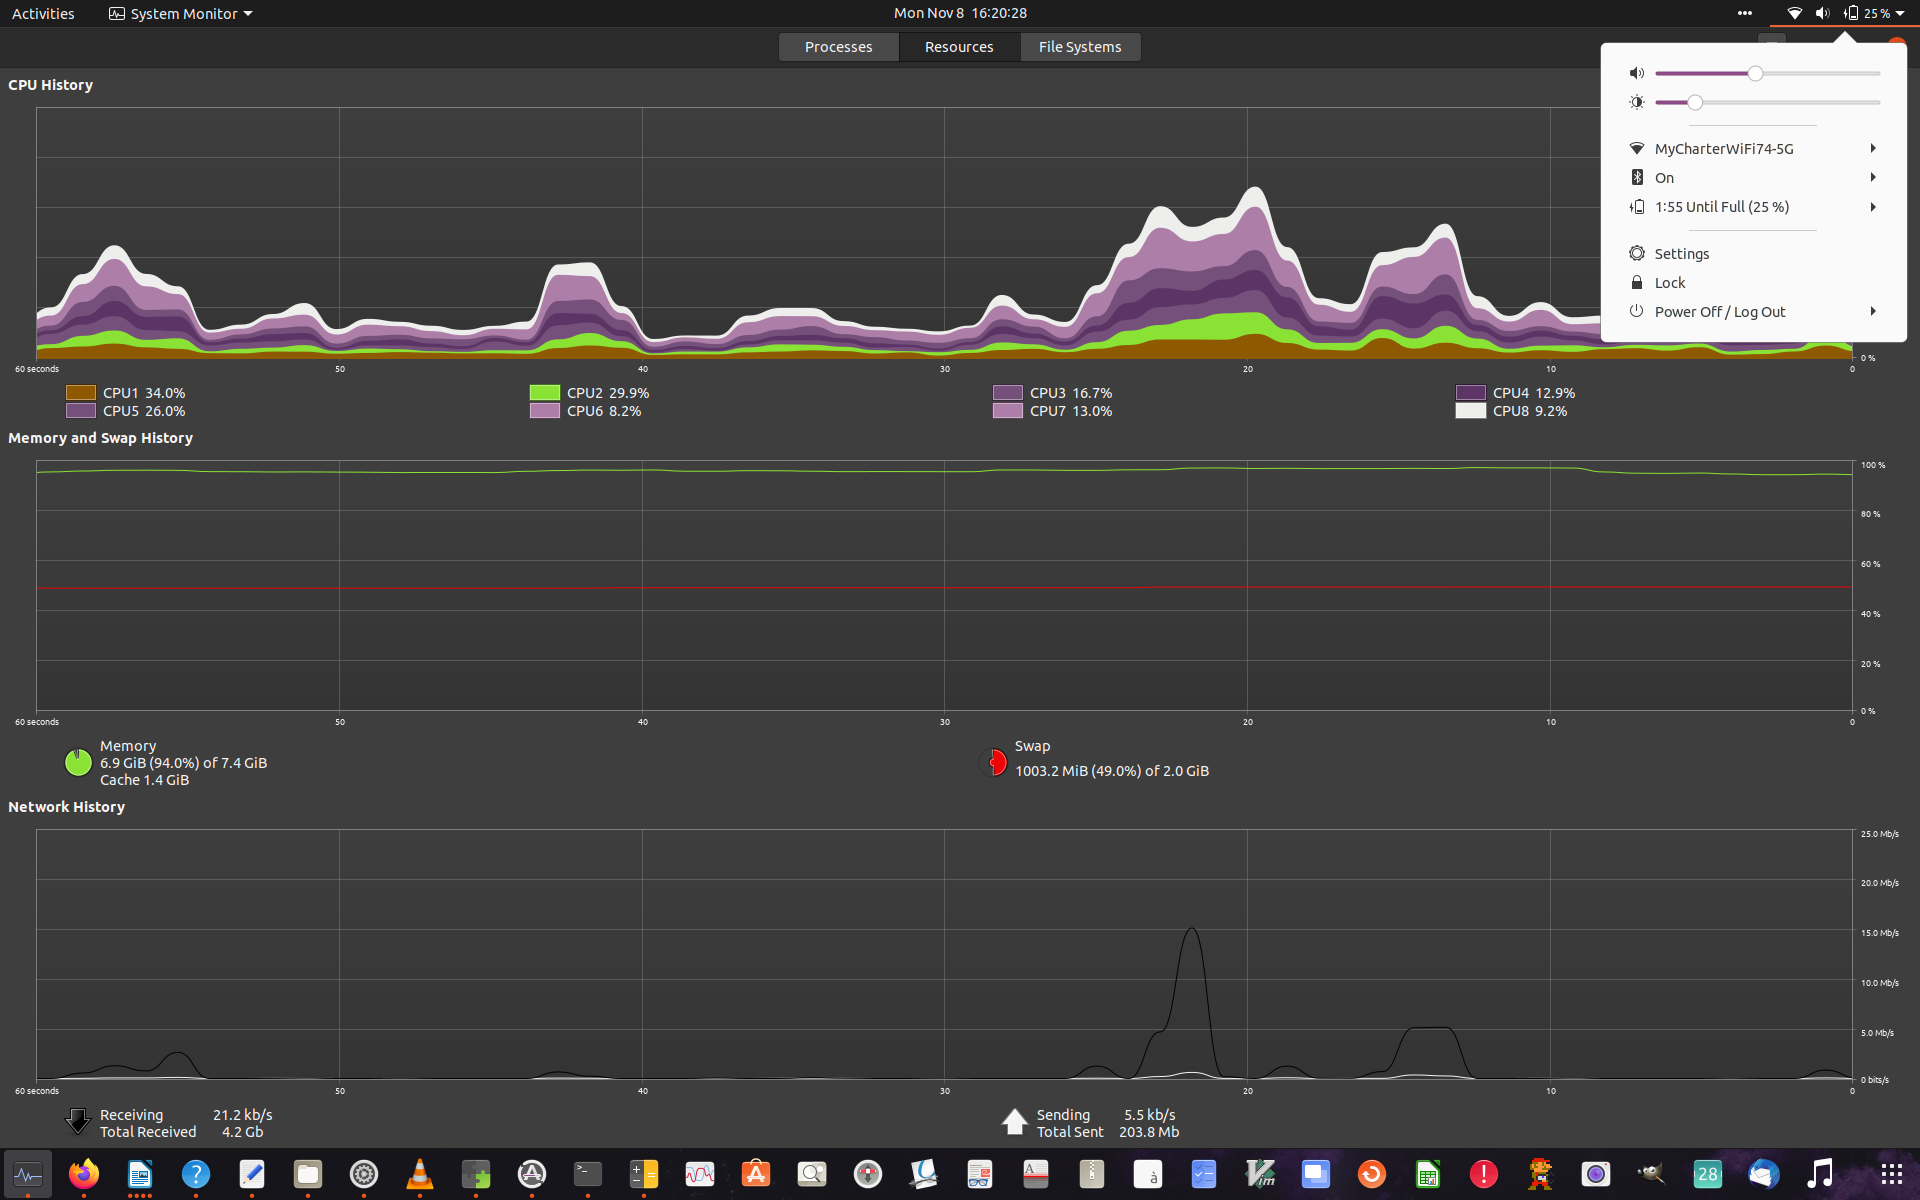 Activities
System Monitor
Mon Nov 8 16:20:28
25 %
Processes
Resources
File Systems
MyCharterWiFi74-5G
On
1:55 Until Full (25 %)
Settings
Lock
Power Off / Log Out
CPU History
0 %
60 seconds 50 40 30 20 10 0
CPU1 34.0%
CPU2 29.9%
CPU3 16.7%
CPU4 12.9%
CPU5 26.0%
CPU6 8.2%
CPU7 13.0%
CPU8 9.2%
Memory and Swap History
100 %
80 %
60 %
40 %
20 %
0 %
60 seconds 50 40 30 20 10 0
Memory
6.9 GiB (94.0%) of 7.4 GiB
Cache 1.4 GiB
Swap
1003.2 MiB (49.0%) of 2.0 GiB
Network History
25.0 Mb/s
20.0 Mb/s
15.0 Mb/s
10.0 Mb/s
5.0 Mb/s
0 bits/s
60 seconds 50 40 30 20 10 0
Receiving 21.2 kb/s
Total Received 4.2 Gb
Sending 5.5 kb/s
Total Sent 203.8 Mb
?
>_
A
à
Vim
!
28